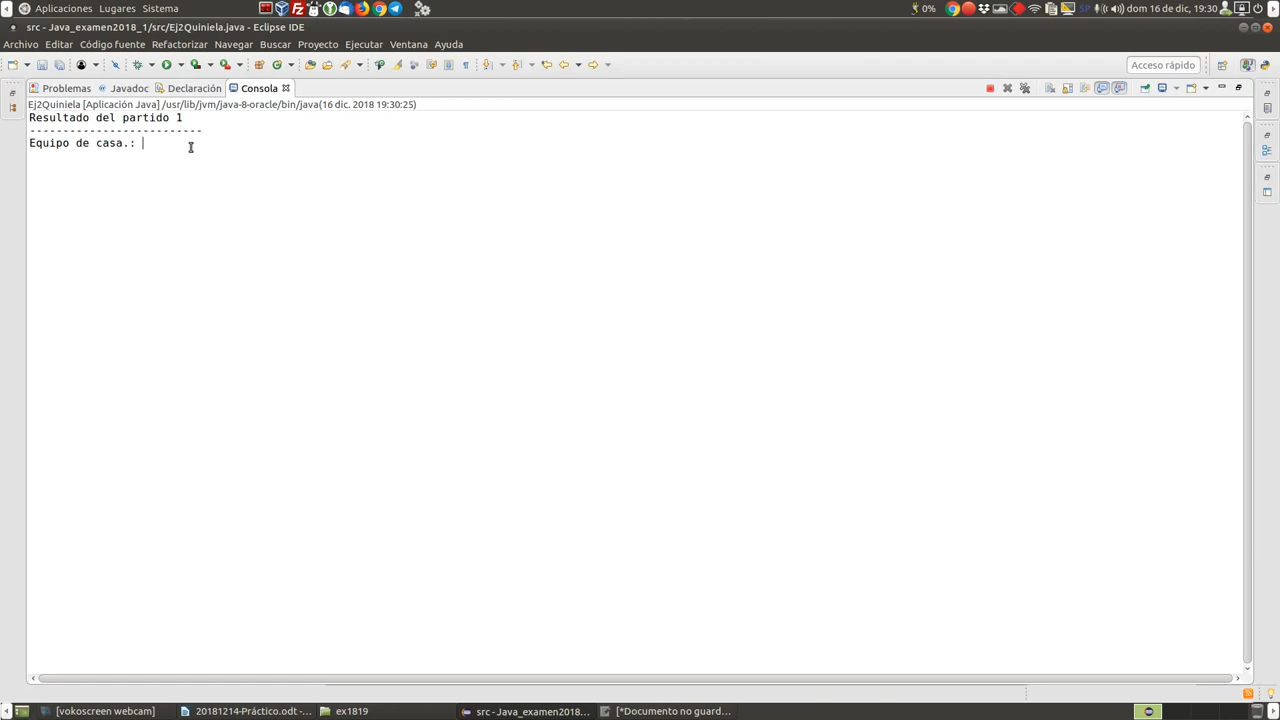 Aplicaciones Lugares Sistema 0% SP dom 16 de dic, 19:30
src - Java_examen2018_1/src/Ej2Quiniela.java - Eclipse IDE
Archivo Editar Código fuente Refactorizar Navegar Buscar Proyecto Ejecutar Ventana Ayuda
Acceso rápido
Problemas Javadoc Declaración Consola
Ej2Quiniela [Aplicación Java] /usr/lib/jvm/java-8-oracle/bin/java(16 dic. 2018 19:30:25)
Resultado del partido 1
--------------------------
Equipo de casa.:
[vokoscreen webcam] 20181214-Práctico.odt -... ex1819 src - Java_examen2018... [*Documento no guard...